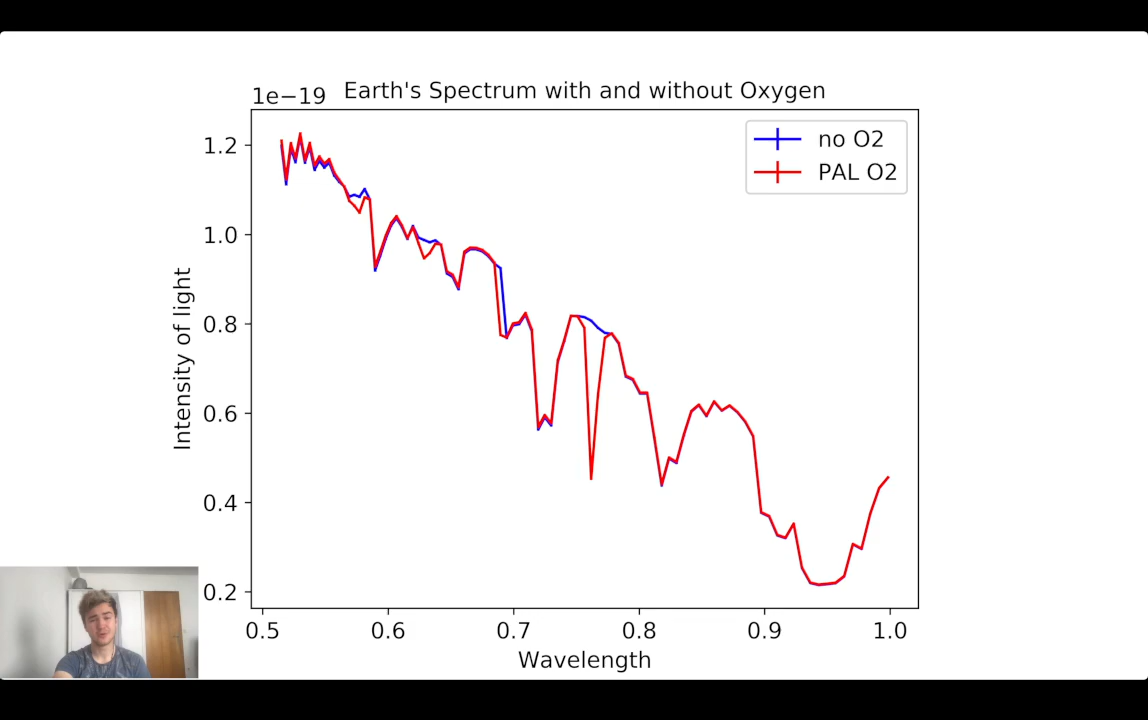 1e−19 Earth's Spectrum with and without Oxygen
no O2
PAL O2
Intensity of light
1.2
1.0
0.8
0.6
0.4
0.2
0.5 0.6 0.7 0.8 0.9 1.0
Wavelength